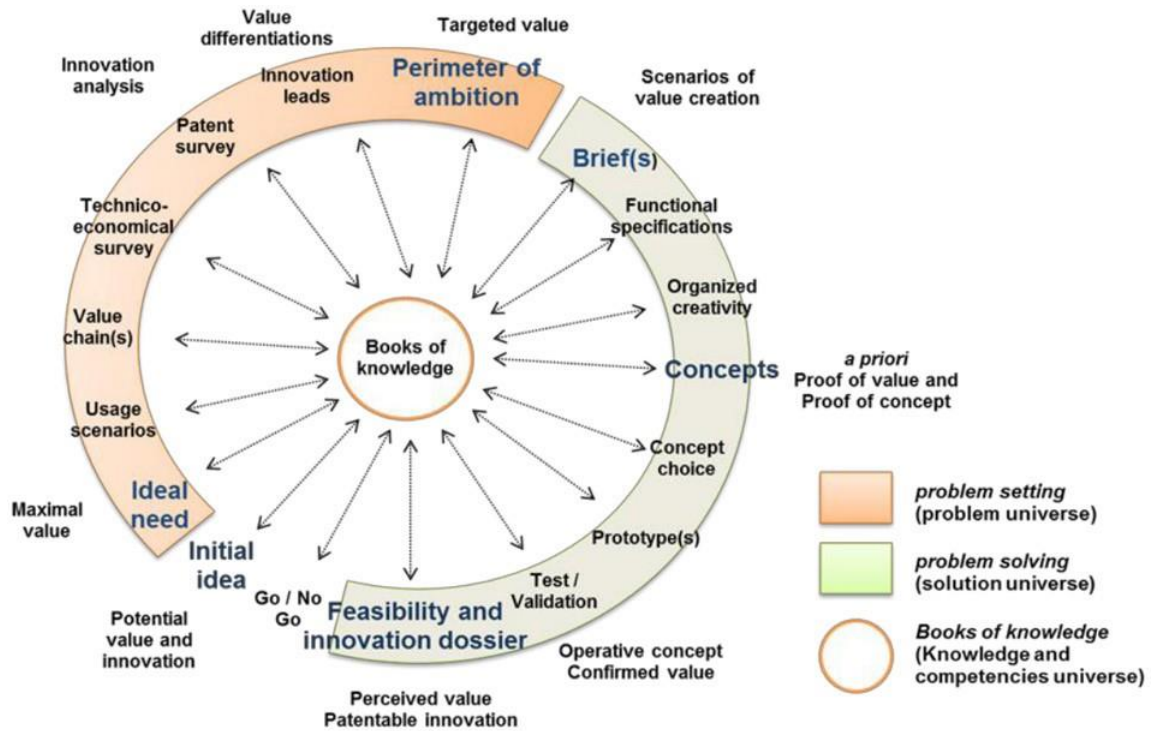 Value
differentiations
Targeted value
Innovation
analysis
Innovation
leads
Perimeter of
ambition
Scenarios of
value creation
Patent
survey
Brief(s)
Technico-
economical
survey
Functional
specifications
Value
chain(s)
Organized
creativity
Books of
knowledge
Concepts
a priori
Proof of value and
Proof of concept
Usage
scenarios
Concept
choice
Maximal
value
Ideal
need
Prototype(s)
Initial
idea
Go / No
Go
Test /
Validation
Feasibility and
innovation dossier
Potential
value and
innovation
Operative concept
Confirmed value
Perceived value
Patentable innovation
problem setting
(problem universe)
problem solving
(solution universe)
Books of knowledge
(Knowledge and
competencies universe)